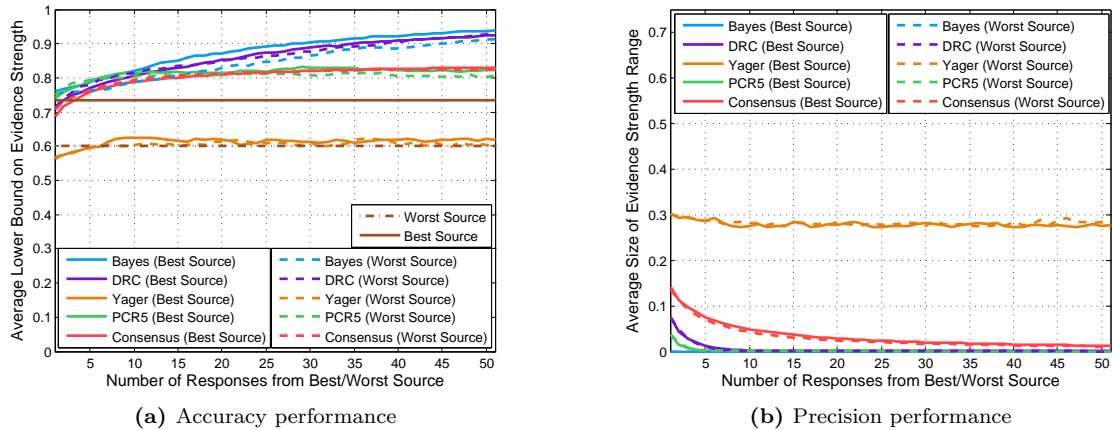 Average Lower Bound on Evidence Strength
1
0.9
0.8
0.7
0.6
0.5
0.4
0.3
0.2
0.1
0
Worst Source
Best Source
Bayes (Best Source)
DRC (Best Source)
Yager (Best Source)
PCR5 (Best Source)
Consensus (Best Source)
Bayes (Worst Source)
DRC (Worst Source)
Yager (Worst Source)
PCR5 (Worst Source)
Consensus (Worst Source)
5 10 15 20 25 30 35 40 45 50
Number of Responses from Best/Worst Source
(a) Accuracy performance
Average Size of Evidence Strength Range
0.7
0.6
0.5
0.4
0.3
0.2
0.1
0
Bayes (Best Source)
DRC (Best Source)
Yager (Best Source)
PCR5 (Best Source)
Consensus (Best Source)
Bayes (Worst Source)
DRC (Worst Source)
Yager (Worst Source)
PCR5 (Worst Source)
Consensus (Worst Source)
5 10 15 20 25 30 35 40 45 50
Number of Responses from Best/Worst Source
(b) Precision performance